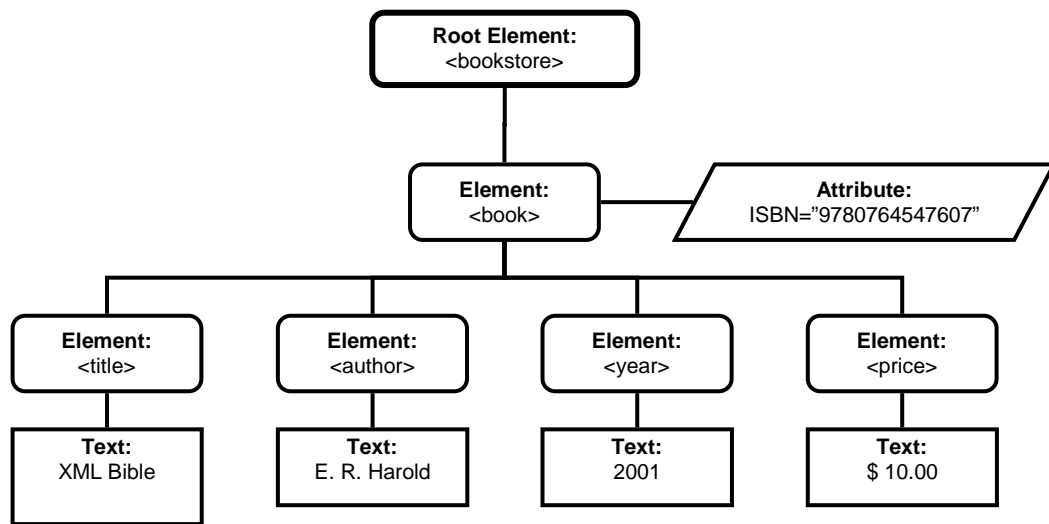 Root Element:
<bookstore>
Element:
<book>
Attribute:
ISBN=”9780764547607”
Element:
<title>
Element:
<author>
Element:
<year>
Element:
<price>
Text:
XML Bible
Text:
E. R. Harold
Text:
2001
Text:
$ 10.00